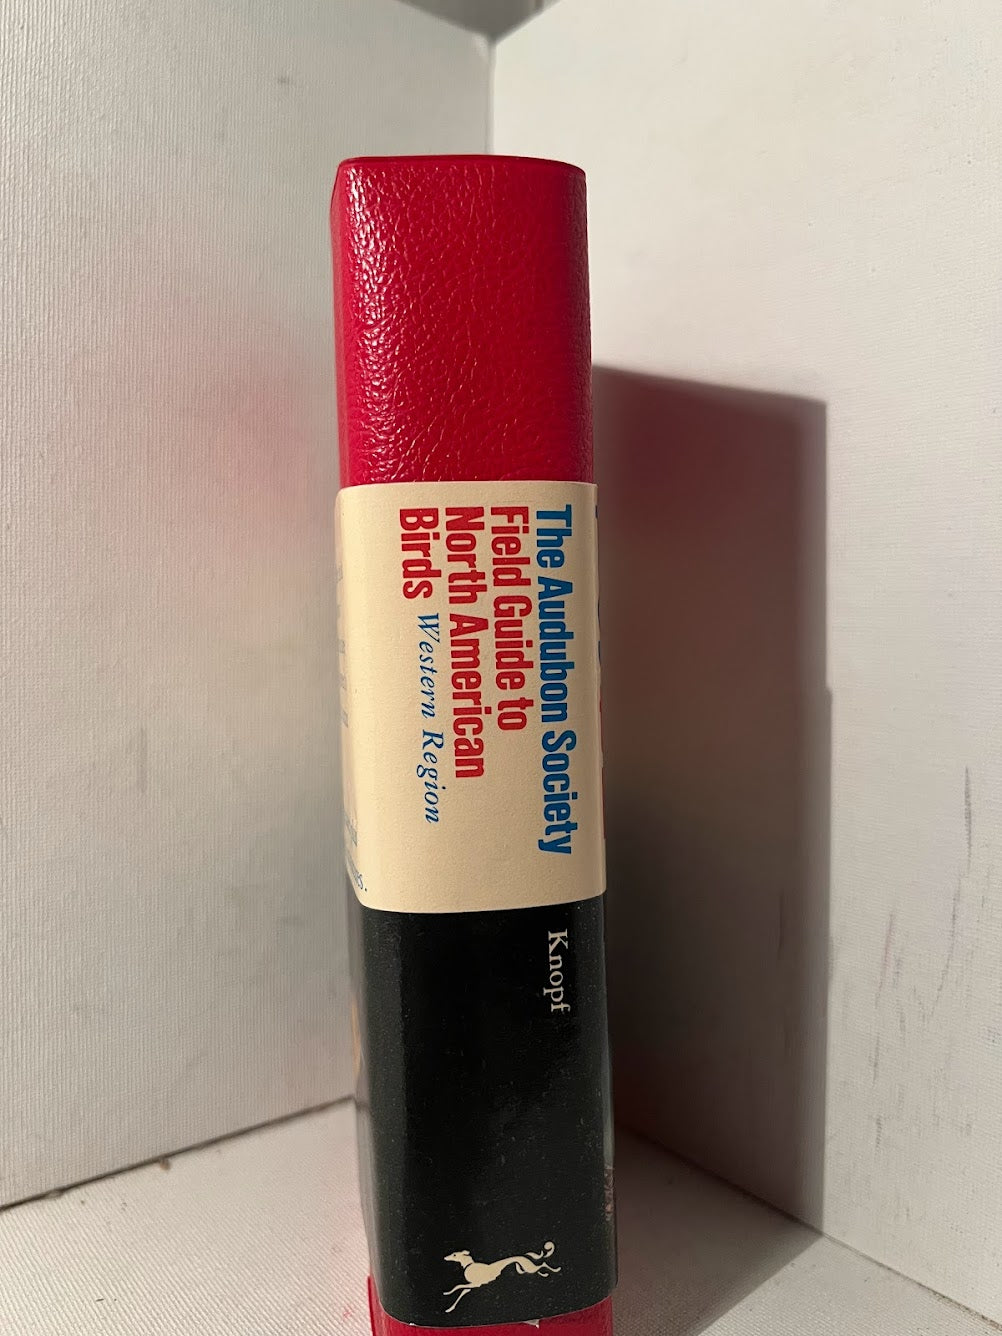 The Audubon Society
Field Guide to
North American
Birds Western Region
Knopf